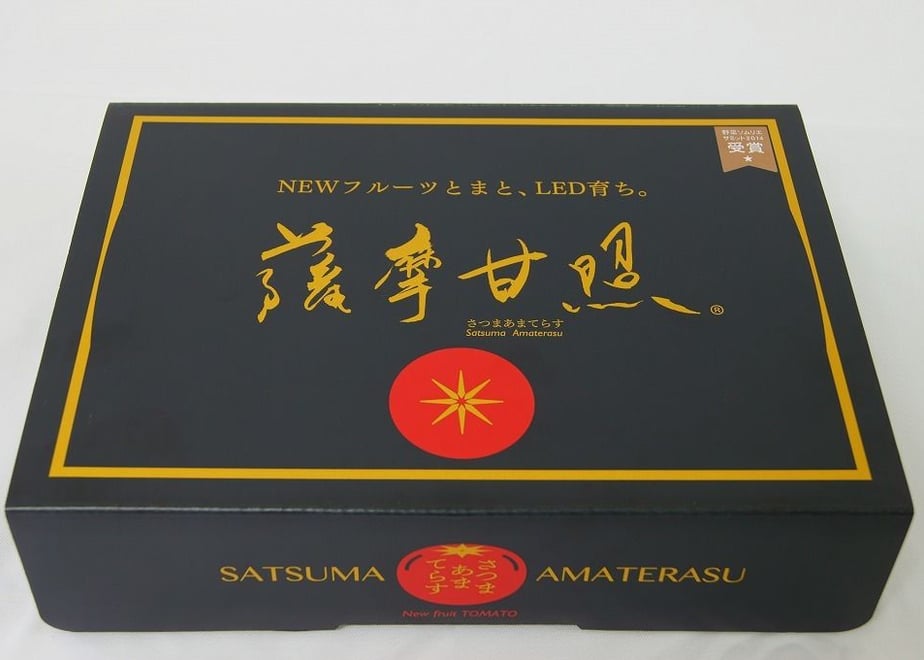 野菜ソムリエ
サミット2014
受賞
NEWフルーツとまと、LED育ち。
薩摩甘照®
さつまあまてらす
Satsuma Amaterasu
SATSUMA
さつま
あま
てらす
AMATERASU
New fruit TOMATO